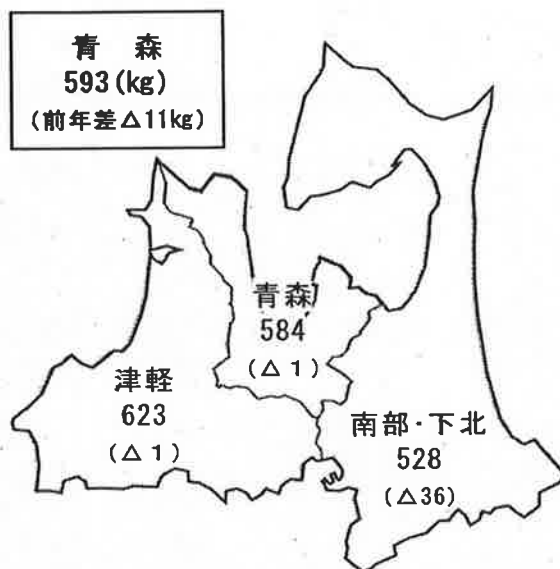 青　森
593(kg)
(前年差△11kg)
青森
584
(△ 1)
津軽
623
(△ 1)
南部・下北
528
(△36)